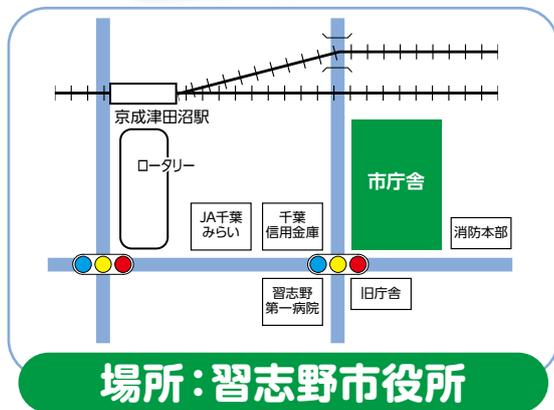 京成津田沼駅
ロータリー
市庁舎
JA千葉
みらい
千葉
信用金庫
消防本部
習志野
第一病院
旧庁舎
場所：習志野市役所